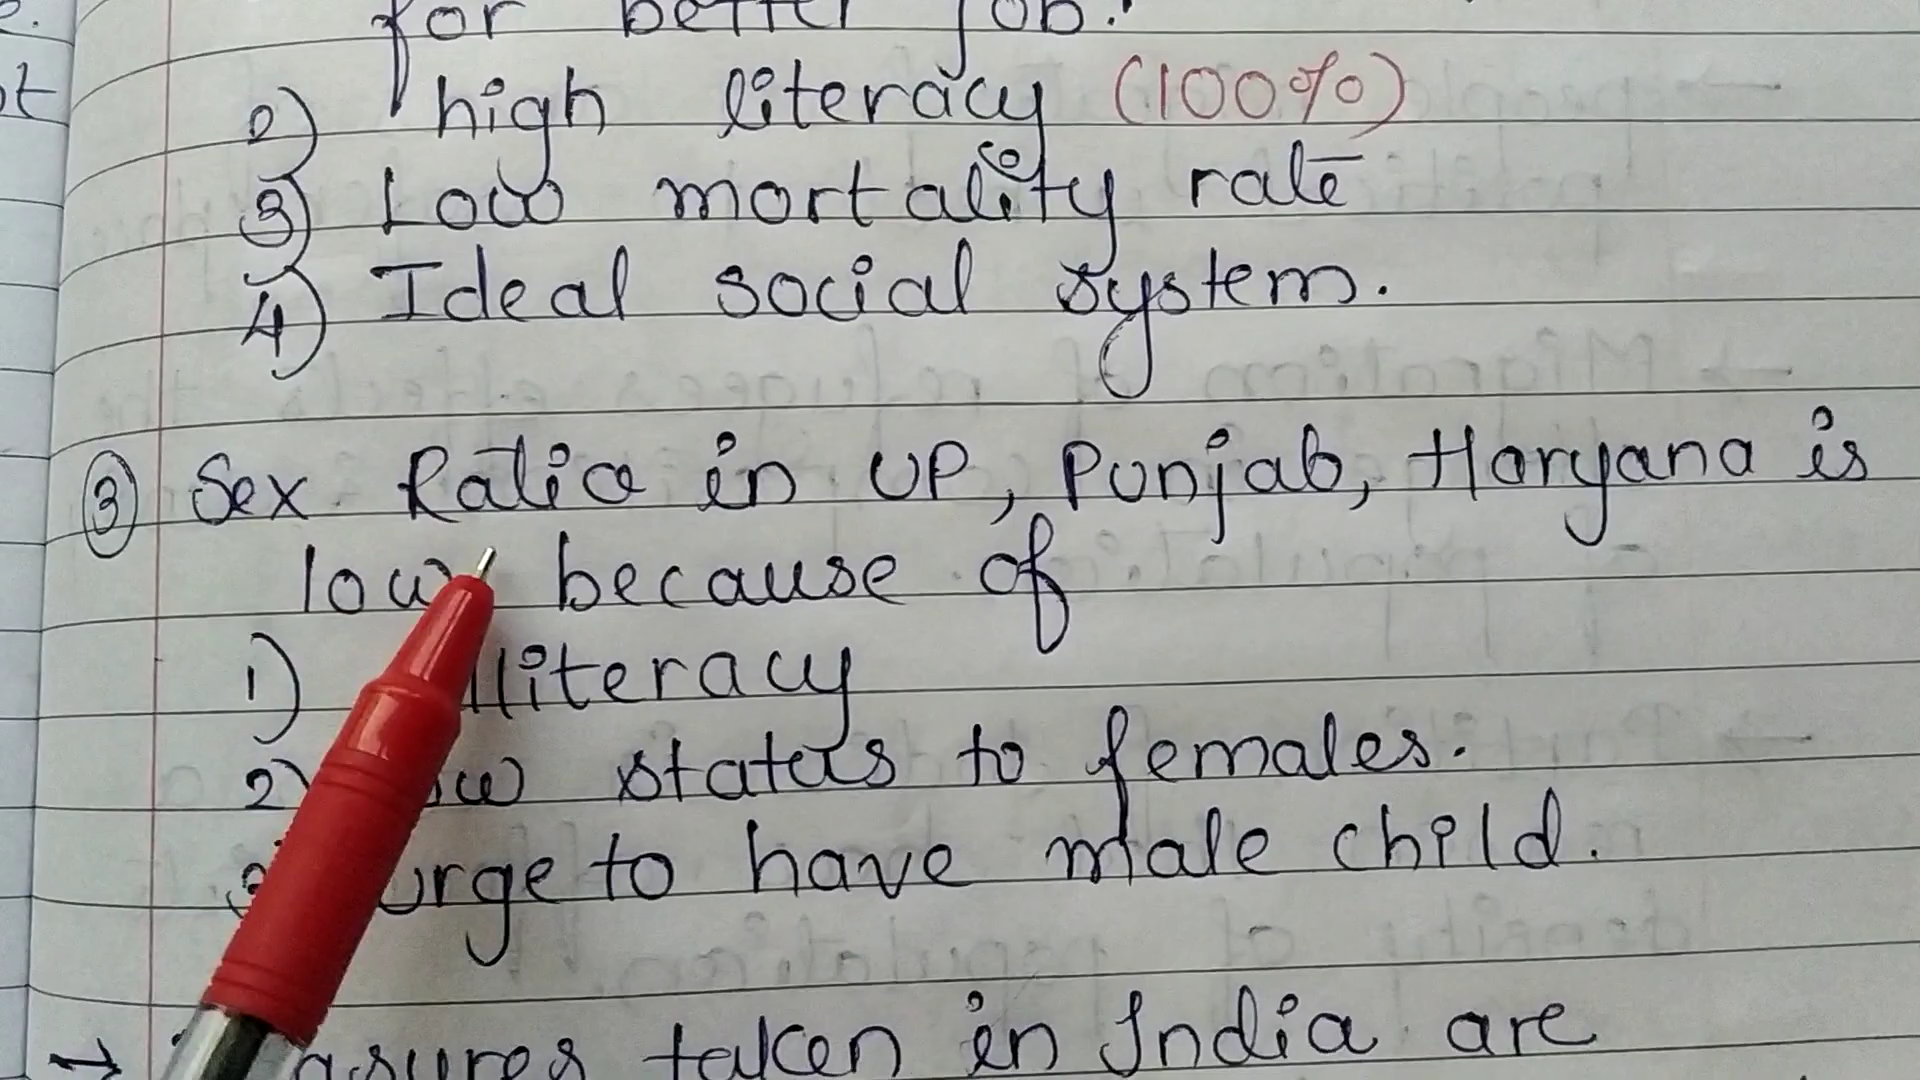 for better job.
2) high literacy (100%)
3) Low mortality rate
4) Ideal social system.
③ Sex Ratio in UP, Punjab, Haryana is
low because of
1) lliteracy
2) status to females.
urge to have male child.
→ taken in India are